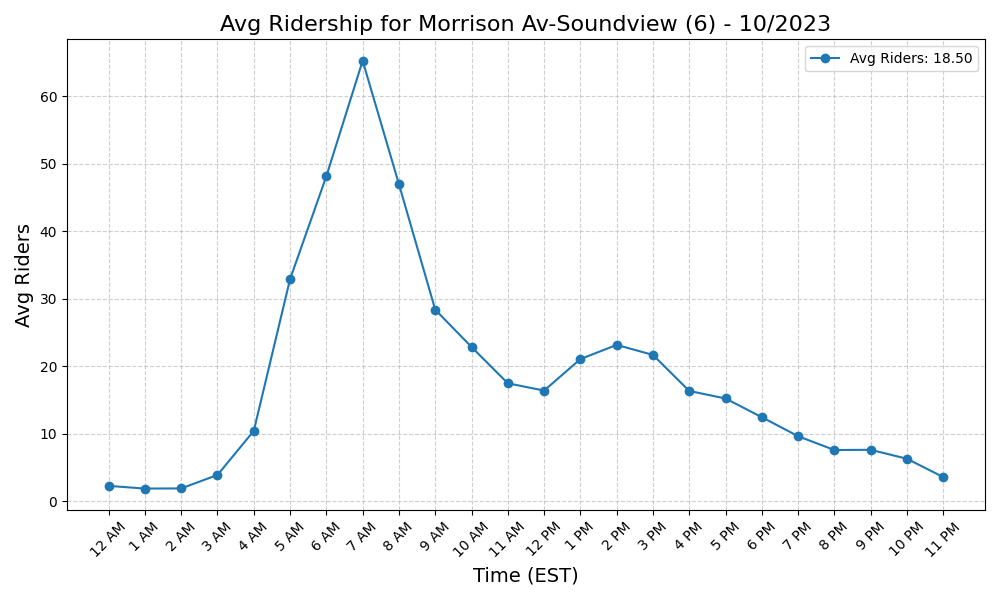 Avg Ridership for Morrison Av-Soundview (6) - 10/2023
Avg Riders: 18.50
Avg Riders
60
50
40
30
20
10
0
12 AM
1 AM
2 AM
3 AM
4 AM
5 AM
6 AM
7 AM
8 AM
9 AM
10 AM
11 AM
12 PM
1 PM
2 PM
3 PM
4 PM
5 PM
6 PM
7 PM
8 PM
9 PM
10 PM
11 PM
Time (EST)